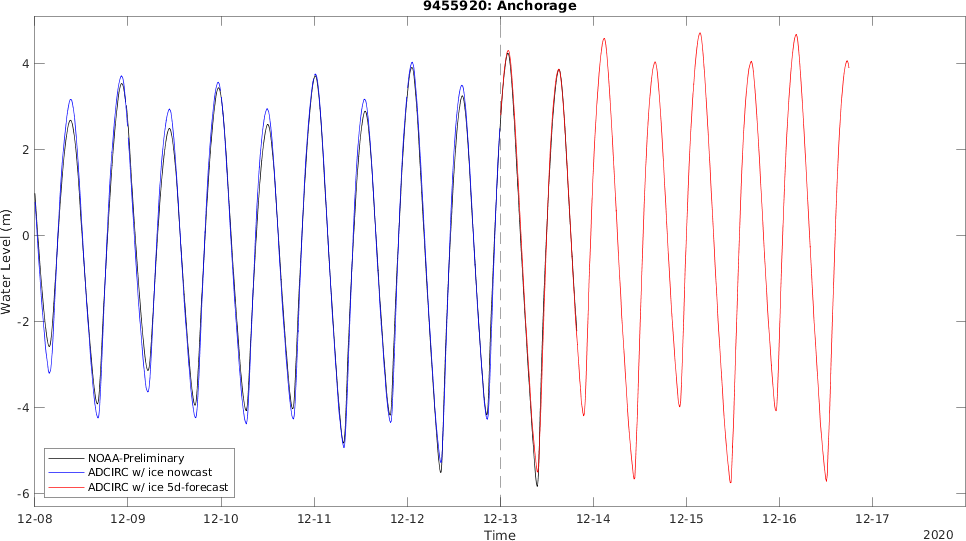 9455920: Anchorage
Water Level (m)
4
2
0
-2
-4
-6
NOAA-Preliminary
ADCIRC w/ ice nowcast
ADCIRC w/ ice 5d-forecast
12-08 12-09 12-10 12-11 12-12 12-13 12-14 12-15 12-16 12-17
Time
2020